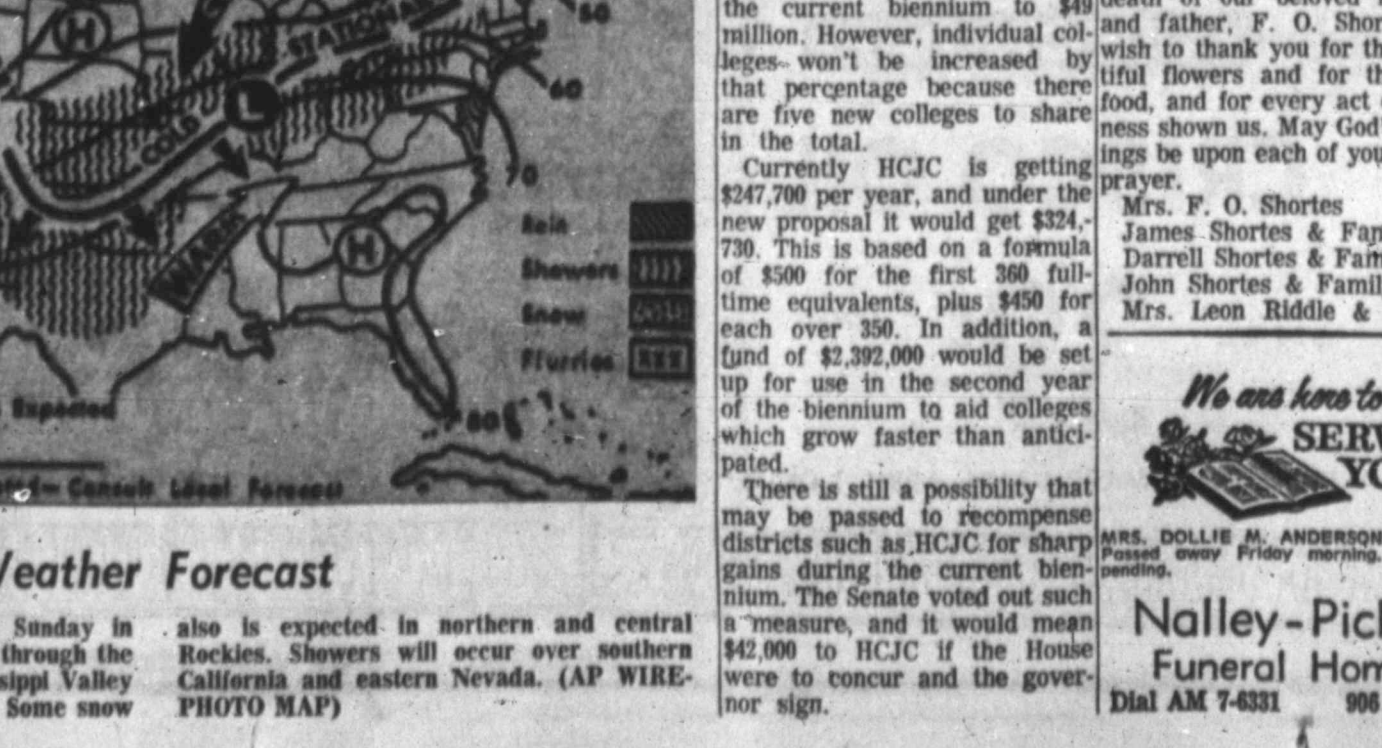 H
STATIONARY
50
60
L
COLD
70
WARM
H
Rain
Showers
Snow
Flurries
80
Expected
Consult Local Forecast
Weather Forecast
Sunday in
through the
sippi Valley
Some snow
also is expected in northern and central
Rockies. Showers will occur over southern
California and eastern Nevada. (AP WIRE-
PHOTO MAP)
the current biennium to $49
million. However, individual col-
leges won't be increased by
that percentage because there
are five new colleges to share
in the total.
Currently HCJC is getting
$247,700 per year, and under the
new proposal it would get $324,-
730. This is based on a formula
of $500 for the first 360 full-
time equivalents, plus $450 for
each over 350. In addition, a
fund of $2,392,000 would be set
up for use in the second year
of the biennium to aid colleges
which grow faster than antici-
pated.
There is still a possibility that
may be passed to recompense
districts such as HCJC for sharp
gains during the current bien-
nium. The Senate voted out such
a measure, and it would mean
$42,000 to HCJC if the House
were to concur and the gover-
nor sign.
death of our beloved
and father, F. O. Shor
wish to thank you for th
tiful flowers and for th
food, and for every act
ness shown us. May God'
ings be upon each of you
prayer.
Mrs. F. O. Shortes
James Shortes & Fam
Darrell Shortes & Fam
John Shortes & Famil
Mrs. Leon Riddle &
We are here to
SERV
YO
MRS. DOLLIE M. ANDERSON
Passed away Friday morning.
pending.
Nalley-Pick
Funeral Hom
Dial AM 7-6331 906